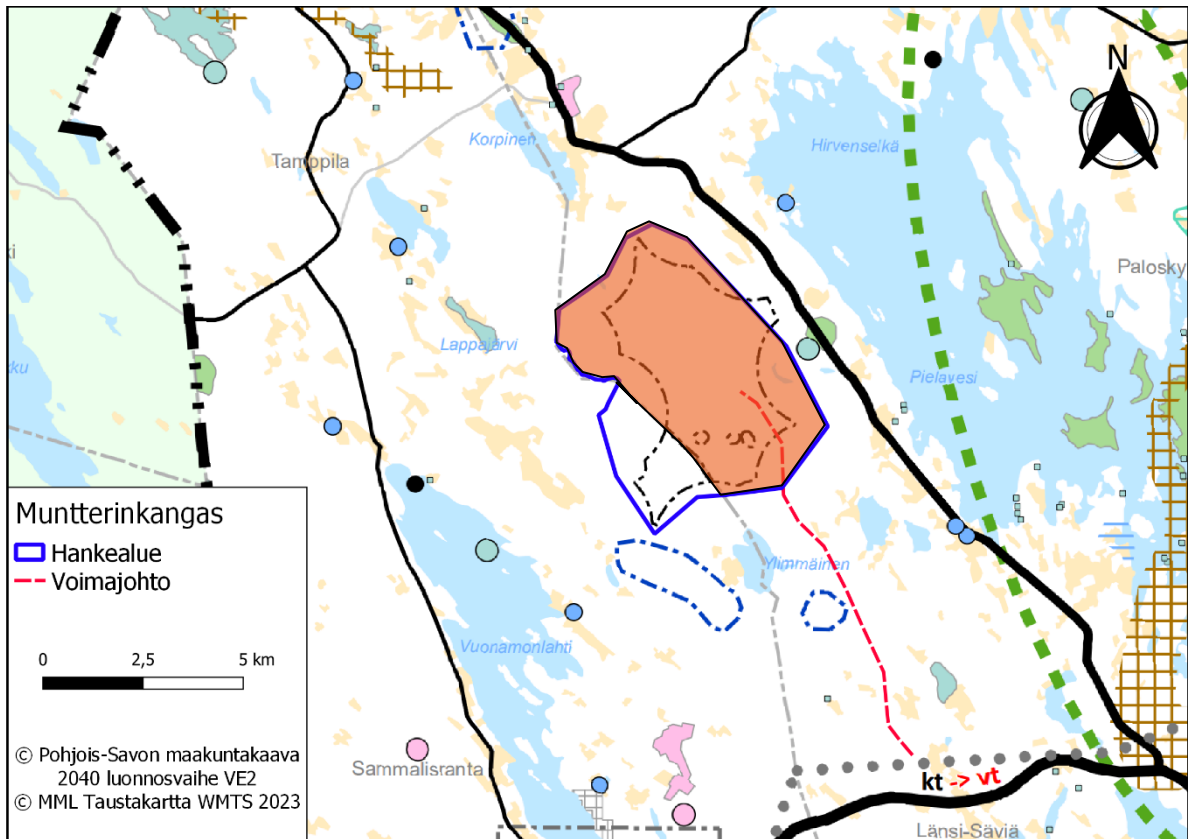 N
Korpinen
Hirvenselkä
Tamppila
Palosky
Lappajärvi
Pielavesi
Muntterinkangas
Hankealue
Voimajohto
Ylimmäinen
0 2,5 5 km
Vuonamonlahti
© Pohjois-Savon maakuntakaava
2040 luonnosvaihe VE2
© MML Taustakartta WMTS 2023
Sammalisranta
kt -> vt
Länsi-Säviä